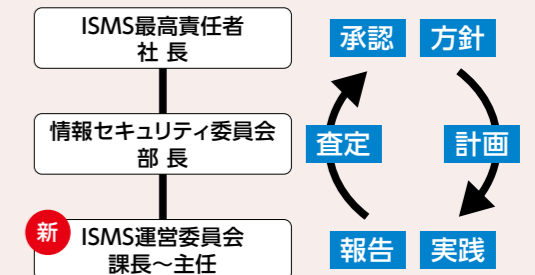 ISMS最高責任者
社 長
承認 方針
情報セキュリティ委員会
部 長
査定
計画
新
ISMS運営委員会
課長～主任
報告 実践